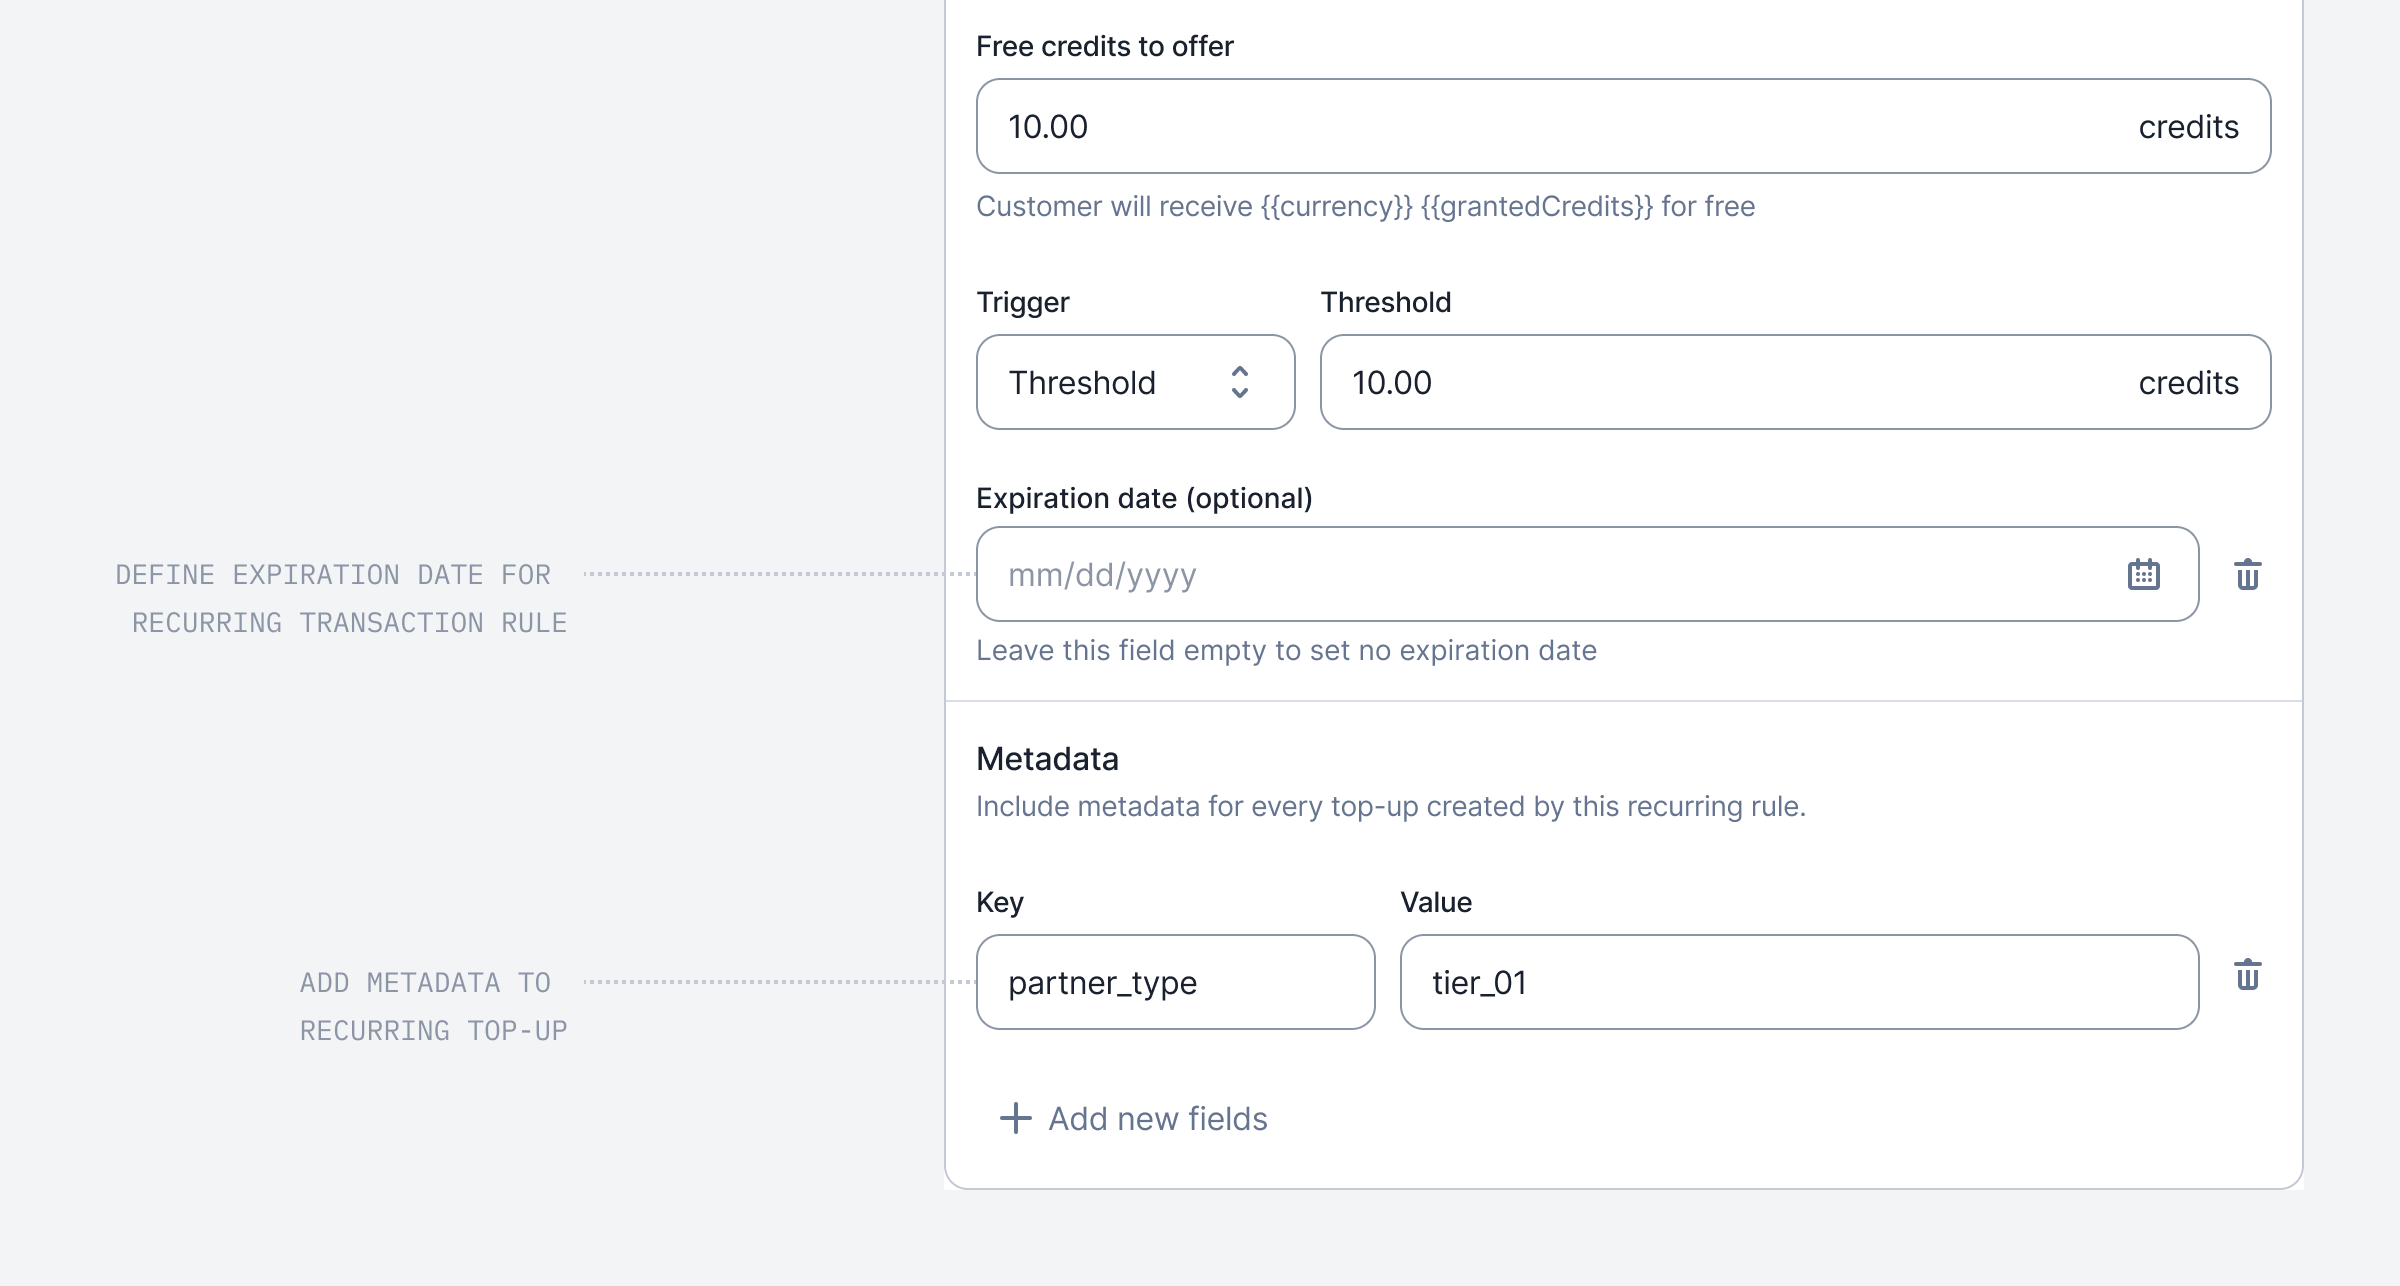 Free credits to offer
10.00 credits
Customer will receive {{currency}} {{grantedCredits}} for free
Trigger Threshold
Threshold 10.00 credits
Expiration date (optional)
DEFINE EXPIRATION DATE FOR
RECURRING TRANSACTION RULE
mm/dd/yyyy
Leave this field empty to set no expiration date
Metadata
Include metadata for every top-up created by this recurring rule.
Key Value
ADD METADATA TO
RECURRING TOP-UP
partner_type tier_01
Add new fields